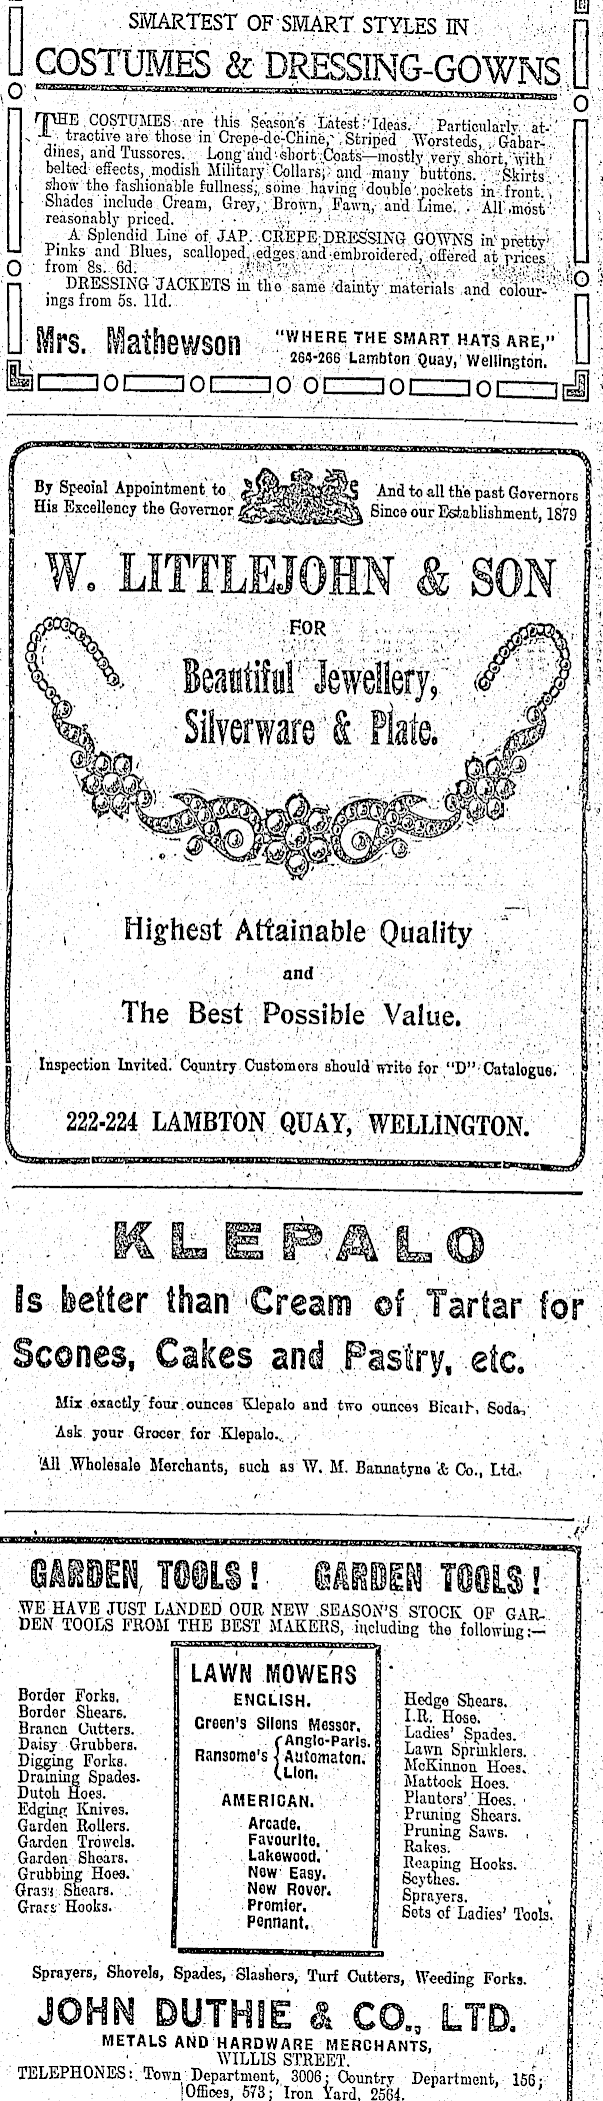 SMARTEST OF SMART STYLES IN
COSTUMES & DRESSING-GOWNS
THE COSTUMES are this Season's Latest Ideas. Particularly at-
tractive are those in Crepe-de-Chine, Striped Worsteds, Gabar-
dines, and Tussores. Long and short Coats—mostly very short, with
belted effects, modish Military Collars, and many buttons. Skirts
show the fashionable fullness, some having double pockets in front.
Shades include Cream, Grey, Brown, Fawn, and Lime. All most
reasonably priced.
A Splendid Line of JAP. CREPE DRESSING GOWNS in pretty
Pinks and Blues, scalloped edges and embroidered, offered at prices
from 8s. 6d.
DRESSING JACKETS in the same dainty materials and colour-
ings from 5s. 11d.
Mrs. Mathewson
"WHERE THE SMART HATS ARE,"
264-266 Lambton Quay, Wellington.
By Special Appointment to
His Excellency the Governor
And to all the past Governors
Since our Establishment, 1879
W. LITTLEJOHN & SON
FOR
Beautiful Jewellery,
Silverware & Plate.
Highest Attainable Quality
and
The Best Possible Value.
Inspection Invited. Country Customers should write for "D" Catalogue.
222-224 LAMBTON QUAY, WELLINGTON.
KLEPALO
Is better than Cream of Tartar for
Scones, Cakes and Pastry, etc.
Mix exactly four ounces Klepalo and two ounces Bicarb. Soda.
Ask your Grocer for Klepalo.
All Wholesale Merchants, such as W. M. Bannatyne & Co., Ltd.
GARDEN TOOLS! GARDEN TOOLS!
WE HAVE JUST LANDED OUR NEW SEASON'S STOCK OF GAR-
DEN TOOLS FROM THE BEST MAKERS, including the following:—
Border Forks.
Border Shears.
Branch Cutters.
Daisy Grubbers.
Digging Forks.
Draining Spades.
Dutch Hoes.
Edging Knives.
Garden Rollers.
Garden Trowels.
Garden Shears.
Grubbing Hoes.
Grass Shears.
Grass Hooks.
LAWN MOWERS
ENGLISH.
Green's Silens Messor.
Ransome's { Anglo-Paris.
Automaton.
Lion.
AMERICAN.
Arcade.
Favourite.
Lakewood.
New Easy.
New Rover.
Premier.
Pennant.
Hedge Shears.
I.R. Hose.
Ladies' Spades.
Lawn Sprinklers.
McKinnon Hoes.
Mattock Hoes.
Planters' Hoes.
Pruning Shears.
Pruning Saws.
Rakes.
Reaping Hooks.
Scythes.
Sprayers.
Sets of Ladies' Tools.
Sprayers, Shovels, Spades, Slashers, Turf Cutters, Weeding Forks.
JOHN DUTHIE & CO., LTD.
METALS AND HARDWARE MERCHANTS,
WILLIS STREET.
TELEPHONES: Town Department, 3006; Country Department, 156;
Offices, 573; Iron Yard, 2564.